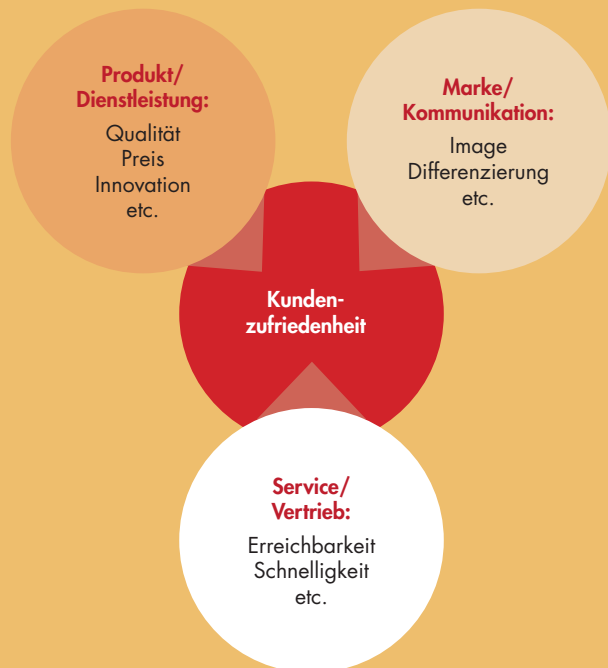 Produkt/
Dienstleistung:
Qualität
Preis
Innovation
etc.
Marke/
Kommunikation:
Image
Differenzierung
etc.
Kunden-
zufriedenheit
Service/
Vertrieb:
Erreichbarkeit
Schnelligkeit
etc.